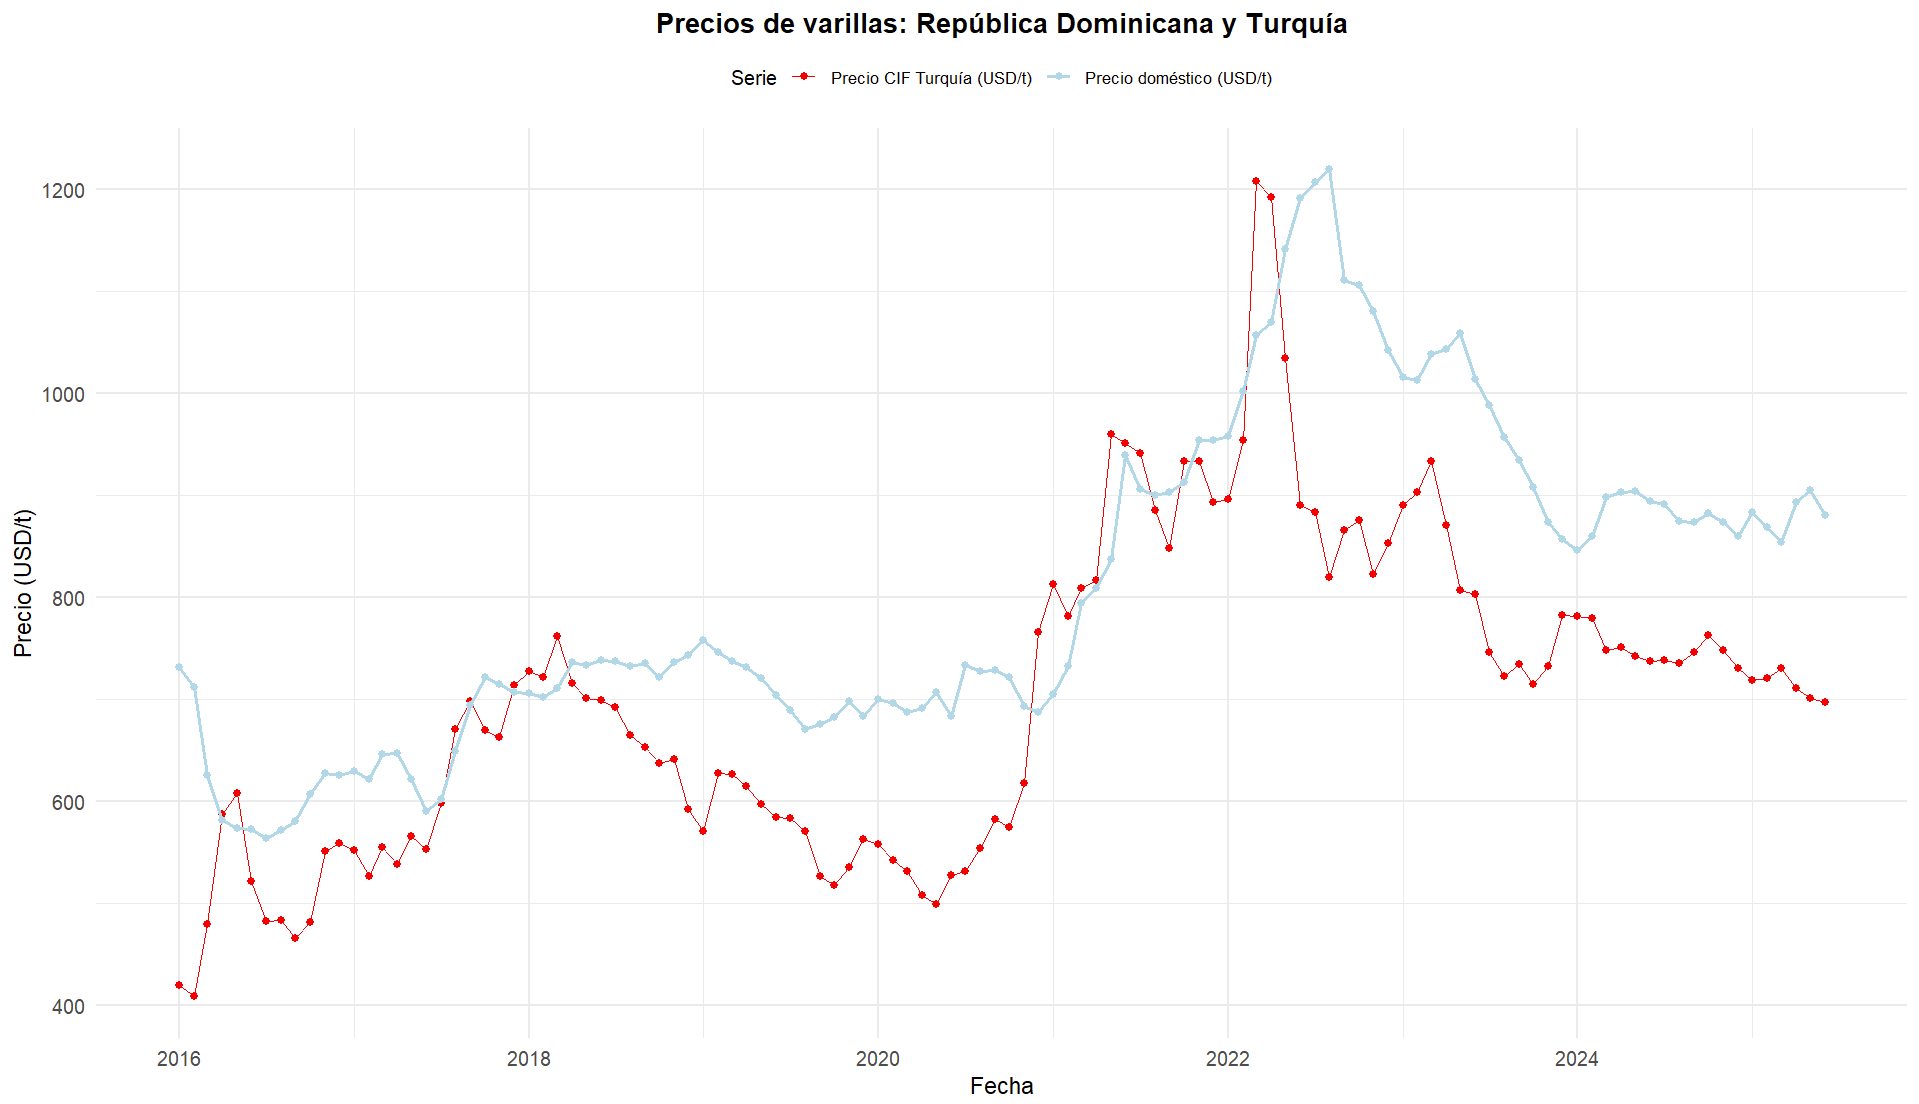 Precios de varillas: República Dominicana y Turquía
Serie Precio CIF Turquía (USD/t) Precio doméstico (USD/t)
Precio (USD/t)
1200
1000
800
600
400
2016 2018 2020 2022 2024
Fecha